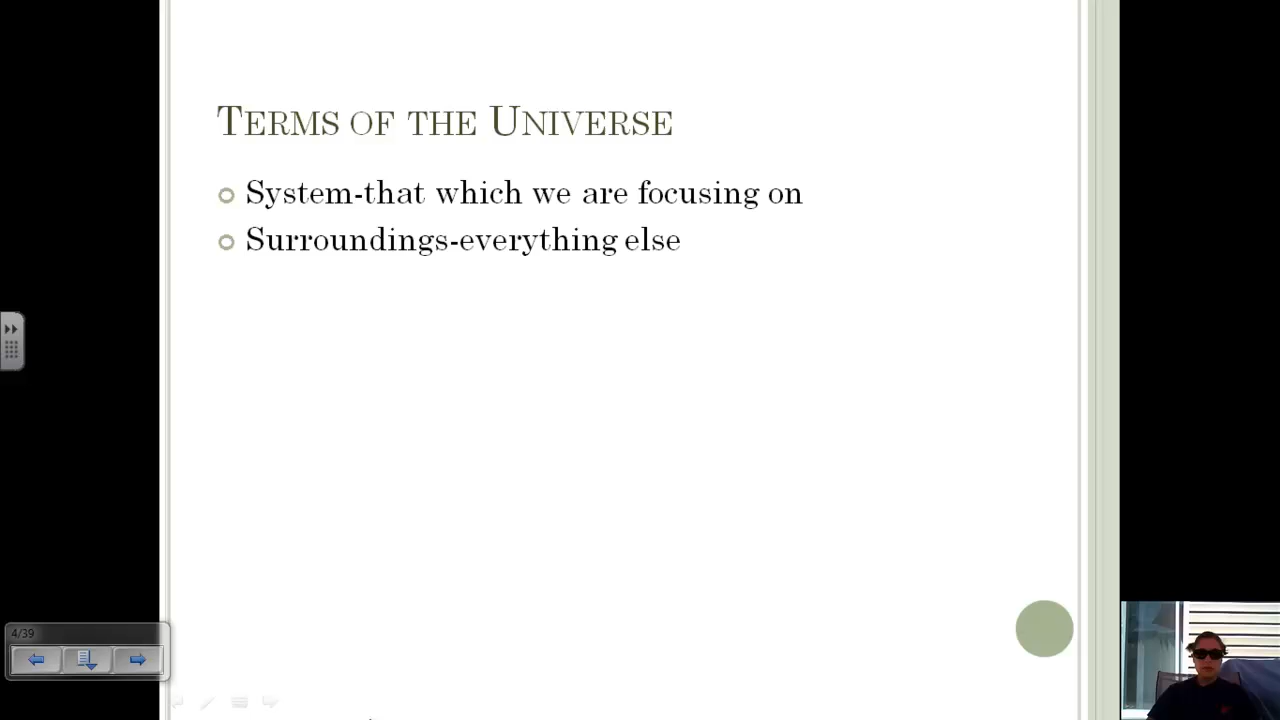 TERMS OF THE UNIVERSE
System-that which we are focusing on
Surroundings-everything else
4/39